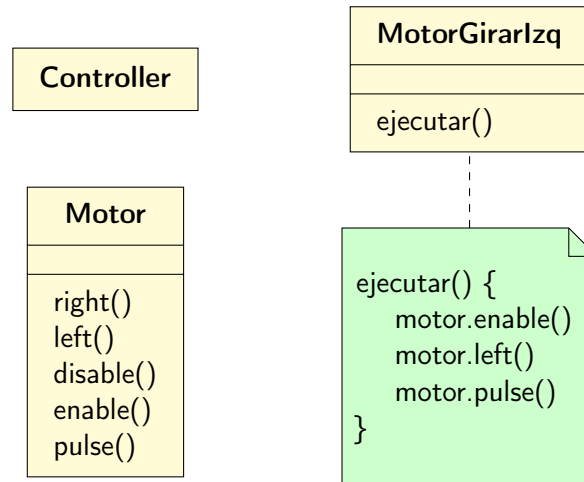 Controller
MotorGirarIzq
ejecutar()
Motor
right()
left()
disable()
enable()
pulse()
ejecutar() {
motor.enable()
motor.left()
motor.pulse()
}